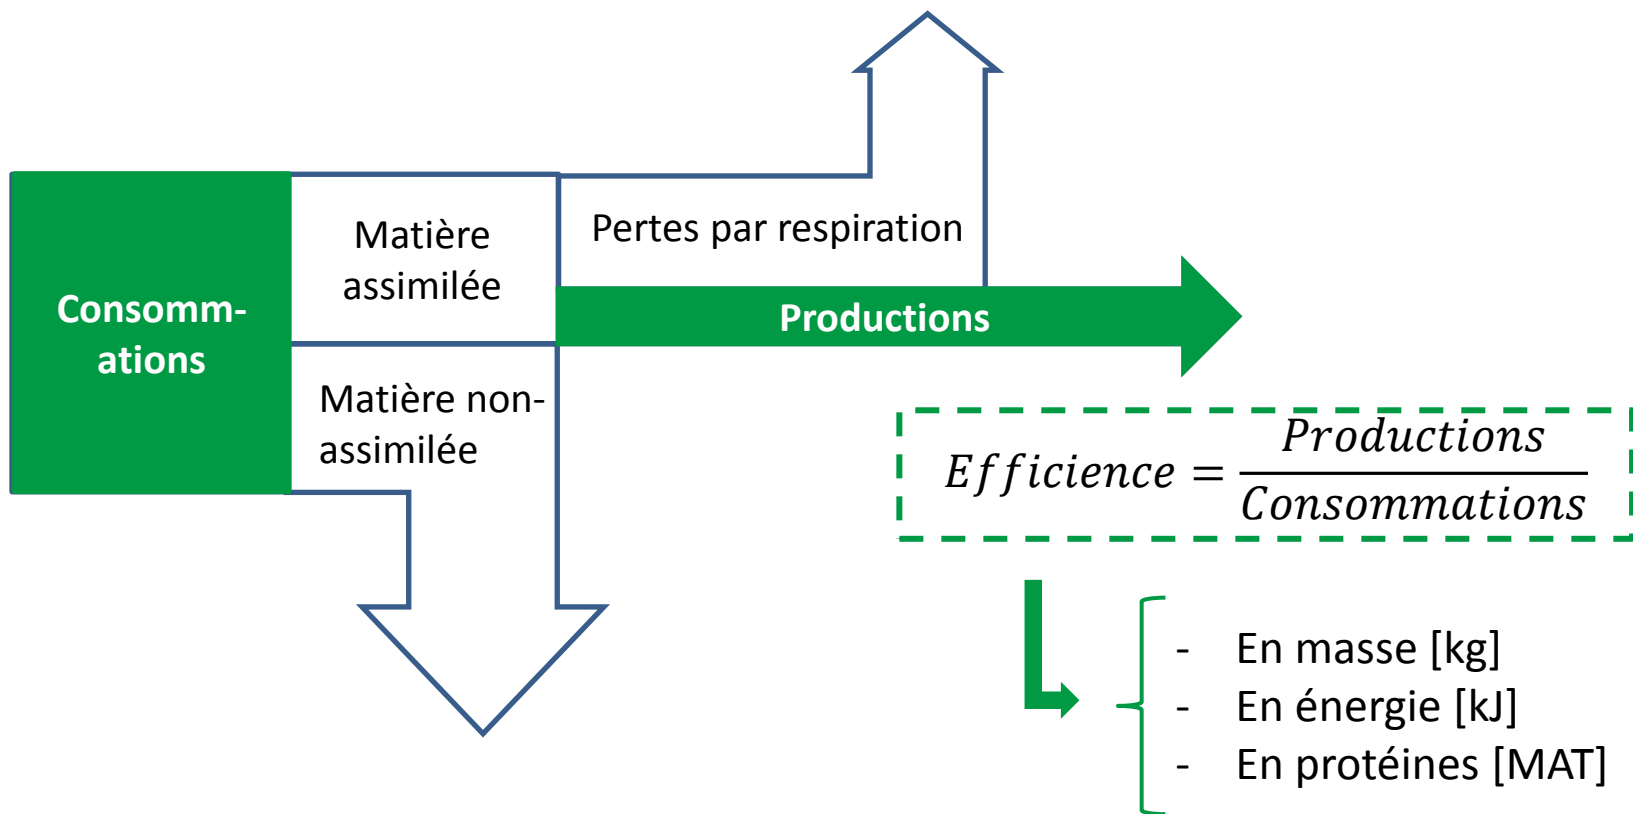 Consomm-
ations
Matière
assimilée
Matière non-
assimilée
Pertes par respiration
Productions
Efficience = Productions / Consommations
- En masse [kg]
- En énergie [kJ]
- En protéines [MAT]